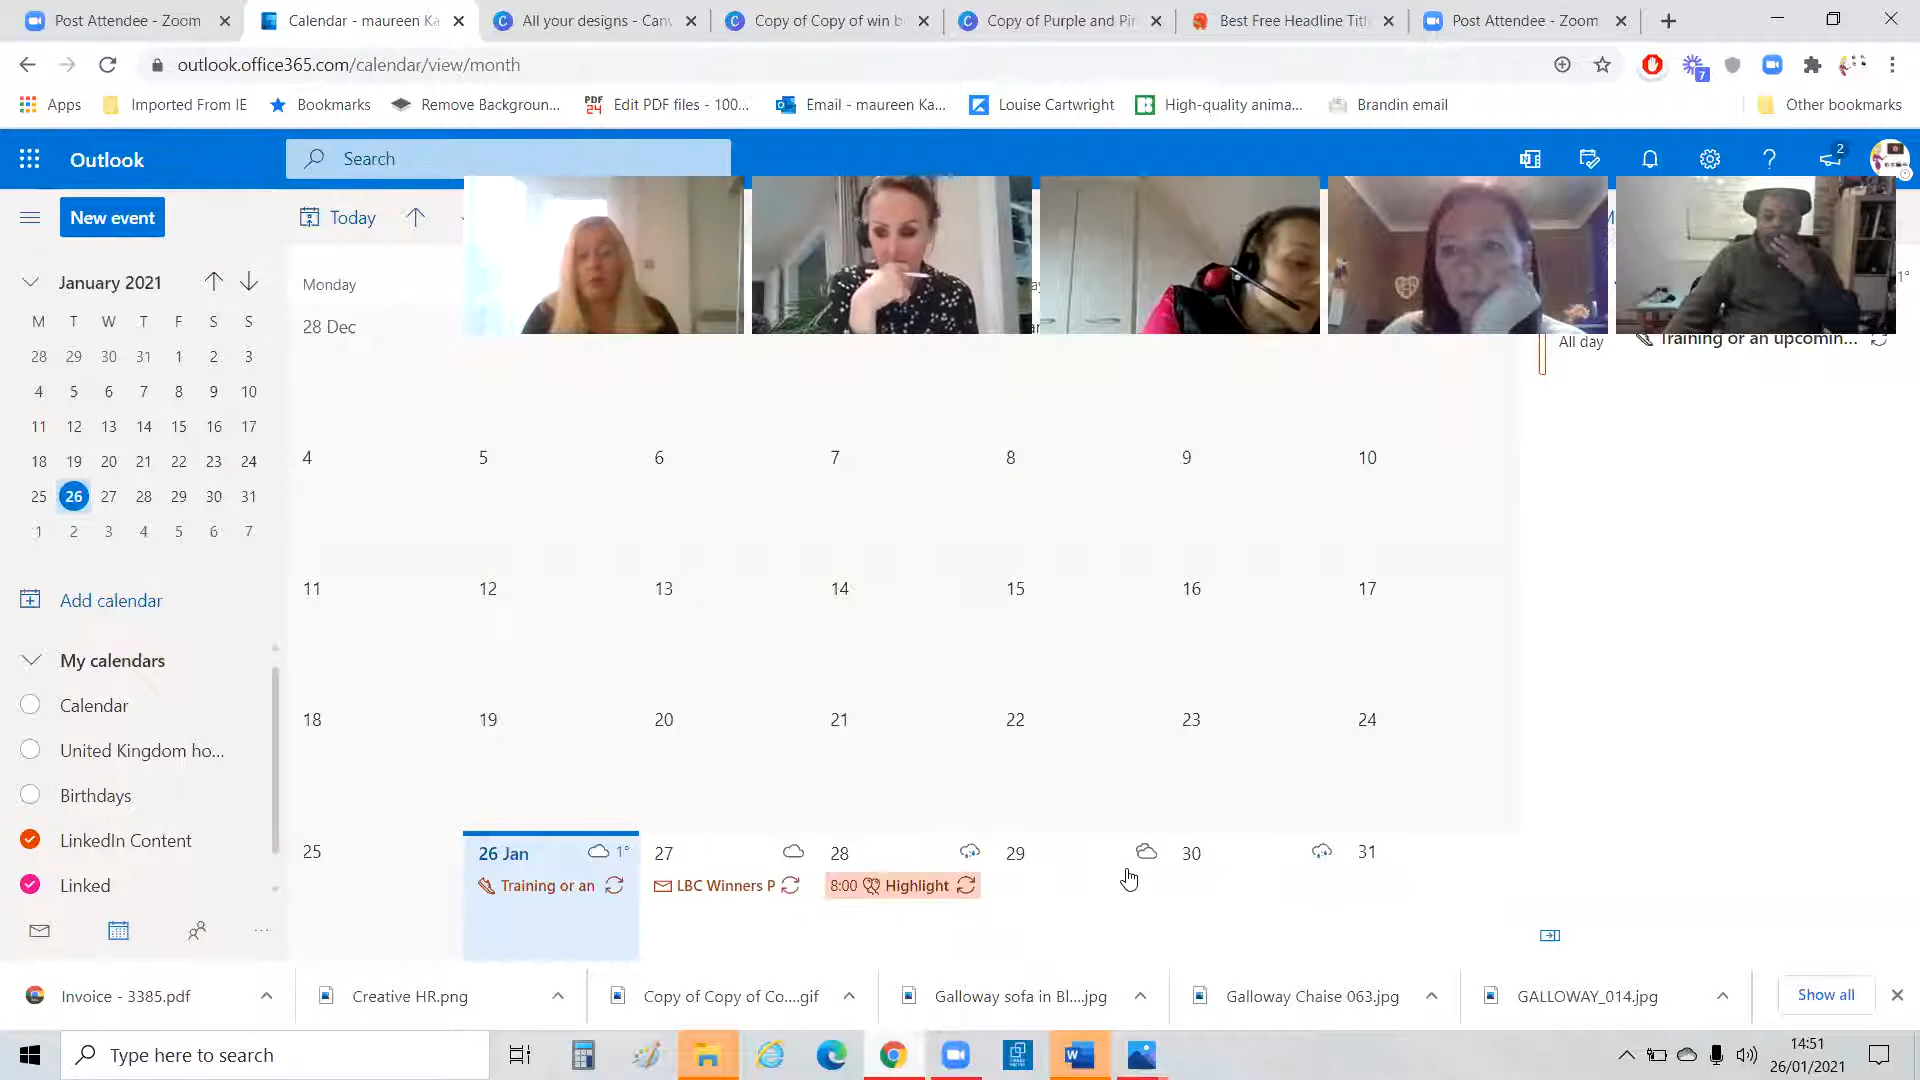 Post Attendee - Zoom
Calendar - maureen Ka
All your designs - Canv
Copy of Copy of win b
Copy of Purple and Pin
Best Free Headline Titl
Post Attendee - Zoom
outlook.office365.com/calendar/view/month
7
Apps
Imported From IE
Bookmarks
Remove Backgroun...
PDF
24
Edit PDF files - 100...
Email - maureen Ka...
Louise Cartwright
High-quality anima...
Brandin email
Other bookmarks
Outlook
Search
2
New event
Today
January 2021
M T W T F S S
28 29 30 31 1 2 3
4 5 6 7 8 9 10
11 12 13 14 15 16 17
18 19 20 21 22 23 24
25 26 27 28 29 30 31
1 2 3 4 5 6 7
Add calendar
My calendars
Calendar
United Kingdom ho...
Birthdays
LinkedIn Content
Linked
Monday
28 Dec
1°
All day
Training or an upcomin...
4 5 6 7 8 9 10
11 12 13 14 15 16 17
18 19 20 21 22 23 24
25
26 Jan
1°
27 28 29 30 31
Training or an
LBC Winners P
8:00 Highlight
Invoice - 3385.pdf
Creative HR.png
Copy of Copy of Co....gif
Galloway sofa in Bl....jpg
Galloway Chaise 063.jpg
GALLOWAY_014.jpg
Show all
Type here to search
14:51
26/01/2021